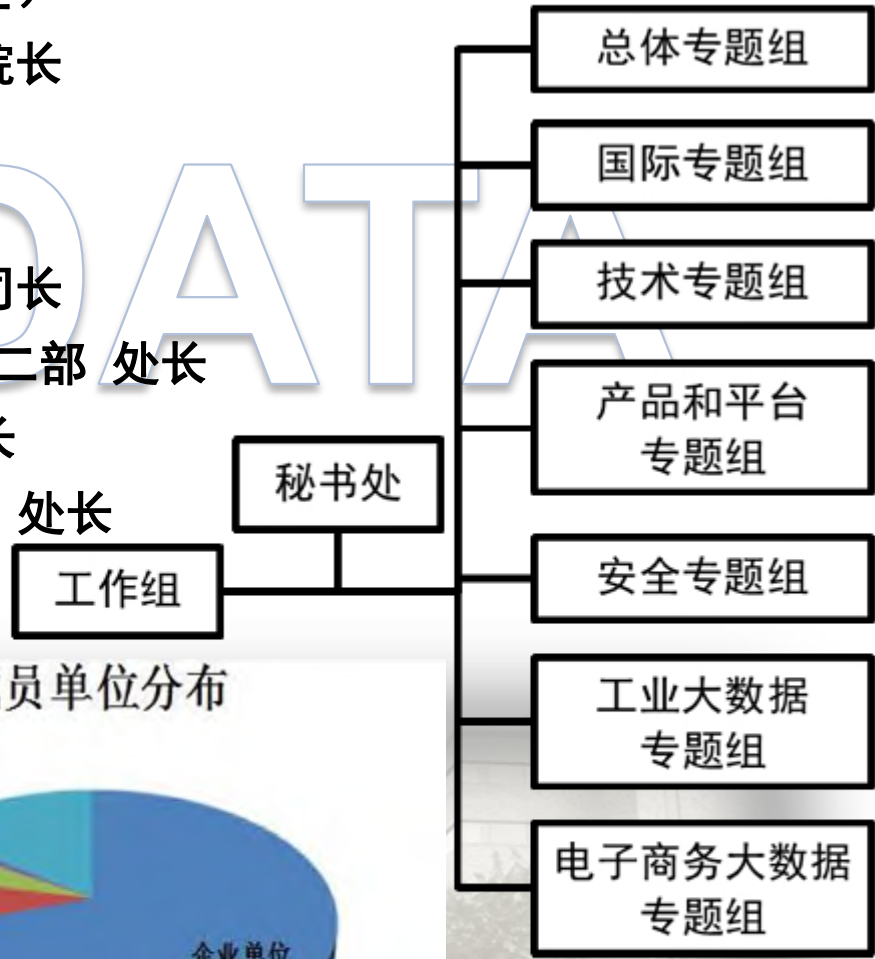 院长
DATA
司长
二部 处长
长
处长
总体专题组
国际专题组
技术专题组
产品和平台
专题组
秘书处
工作组
安全专题组
工业大数据
专题组
电子商务大数据
专题组
员单位分布
企业单位